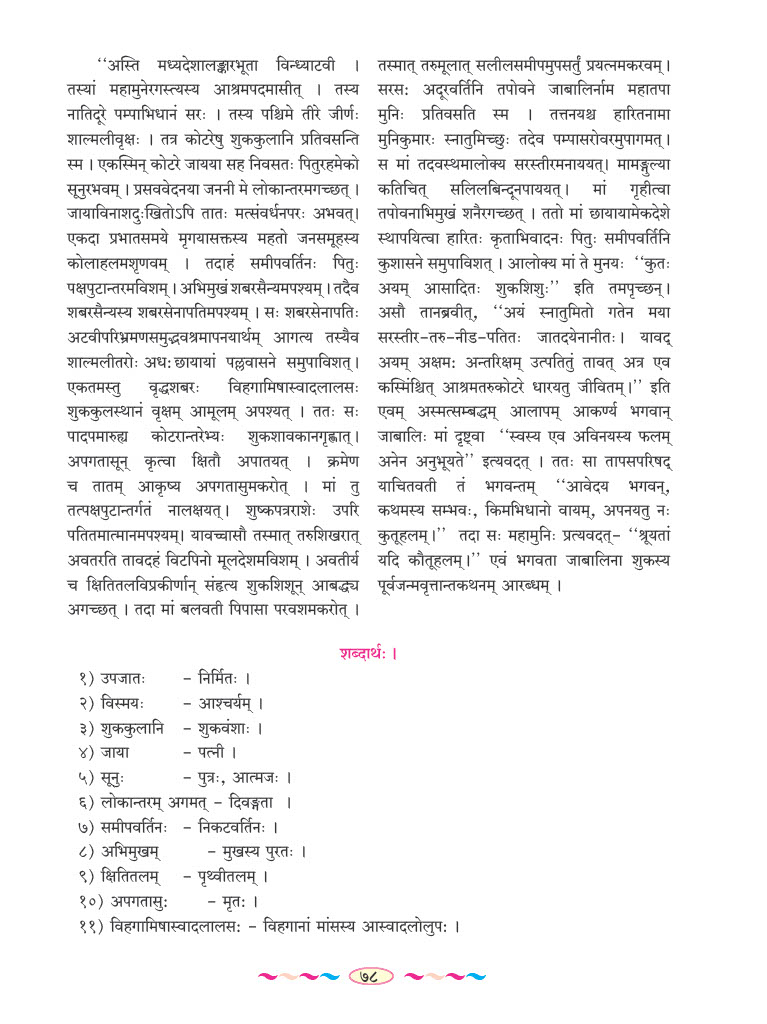 ‘‘अस्ति मध्यदेशालङ्कारभूता विन्ध्याटवी ।
तस्यां महामुनेरगस्त्यस्य आश्रमपदमासीत् । तस्य
नातिदूरे पम्पाभिधानं सरः । तस्य पश्चिमे तीरे जीर्णः
शाल्मलीवृक्षः । तत्र कोटरेषु शुककुलानि प्रतिवसन्ति
स्म । एकस्मिन् कोटरे जायया सह निवसतः पितुरहमेको
सूनुरभवम् । प्रसववेदनया जननी मे लोकान्तरमगच्छत् ।
जायाविनाशदुःखितोऽपि तातः मत्संवर्धनपरः अभवत्।
एकदा प्रभातसमये मृगयासक्तस्य महतो जनसमूहस्य
कोलाहलमशृणवम् । तदाहं समीपवर्तिनः पितुः
पक्षपुटान्तरमविशम् । अभिमुखं शबरसैन्यमपश्यम् । तदैव
शबरसैन्यस्य शबरसेनापतिमपश्यम् । सः शबरसेनापतिः
अटवीपरिभ्रमणसमुद्भवश्रमापनयार्थम् आगत्य तस्यैव
शाल्मलीतरोः अधःछायायां पल्लवासने समुपाविशत् ।
एकतमस्तु वृद्धशबरः विहगामिषास्वादलालसः
शुककुलस्थानं वृक्षम् आमूलम् अपश्यत् । ततः सः
पादपमारुह्य कोटरान्तरेभ्यः शुकशावकानगृह्णात्।
अपगतासून् कृत्वा क्षितौ अपातयत् । क्रमेण
च तातम् आकृष्य अपगतासुमकरोत् । मां तु
तत्पक्षपुटान्तर्गतं नालक्षयत्। शुष्कपत्रराशेः उपरि
पतितमात्मानमपश्यम्। यावच्चासौ तस्मात् तरुशिखरात्
अवतरति तावदहं विटपिनो मूलदेशमविशम् । अवतीर्य
च क्षितितलविप्रकीर्णान् संहृत्य शुकशिशून् आबद्ध्य
अगच्छत् । तदा मां बलवती पिपासा परवशमकरोत् ।
तस्मात् तरुमूलात् सलीलसमीपमुपसर्तुं प्रयत्नमकरवम्।
सरसः अदूरवर्तिनि तपोवने जाबालिर्नाम महातपा
मुनिः प्रतिवसति स्म । तत्तनयश्च हारितनामा
मुनिकुमारः स्नातुमिच्छुः तदेव पम्पासरोवरमुपागमत्।
स मां तदवस्थमालोक्य सरस्तीरमनाययत्। मामङ्गुल्या
कतिचित् सलिलबिन्दूनपाययत्। मां गृहीत्वा
तपोवनाभिमुखं शनैरगच्छत् । ततो मां छायायामेकदेशे
स्थापयित्वा हारितः कृताभिवादनः पितुः समीपवर्तिनि
कुशासने समुपाविशत् । आलोक्य मां ते मुनयः ‘‘कुतः
अयम् आसादितः शुकशिशुः’’ इति तमपृच्छन्।
असौ तानब्रवीत्, ‘‘अयं स्नातुमितो गतेन मया
सरस्तीर-तरु-नीड-पतितः जातदयेनानीतः। यावद्
अयम् अक्षमः अन्तरिक्षम् उत्पतितुं तावत् अत्र एव
कस्मिंश्चित् आश्रमतरुकोटरे धारयतु जीवितम्।’’ इति
एवम् अस्मत्सम्बद्धम् आलापम् आकर्ण्य भगवान्
जाबालिः मां दृष्ट्वा ‘‘स्वस्य एव अविनयस्य फलम्
अनेन अनुभूयते’’ इत्यवदत् । ततः सा तापसपरिषद्
याचितवती तं भगवन्तम् ‘‘आवेदय भगवन्,
कथमस्य सम्भवः, किमभिधानो वायम्, अपनयतु नः
कुतूहलम्।’’ तदा सः महामुनिः प्रत्यवदत्- ‘‘श्रूयतां
यदि कौतूहलम्।’’ एवं भगवता जाबालिना शुकस्य
पूर्वजन्मवृत्तान्तकथनम् आरब्धम् ।
शब्दार्थः।
१) उपजातः - निर्मितः ।
२) विस्मयः - आश्चर्यम् ।
३) शुककुलानि - शुकवंशाः ।
४) जाया - पत्नी ।
५) सूनुः - पुत्रः, आत्मजः ।
६) लोकान्तरम् अगमत् - दिवङ्गता ।
७) समीपवर्तिनः - निकटवर्तिनः ।
८) अभिमुखम् - मुखस्य पुरतः ।
९) क्षितितलम् - पृथ्वीतलम् ।
१०) अपगतासुः - मृतः ।
११) विहगामिषास्वादलालसः - विहगानां मांसस्य आस्वादलोलुपः ।
७८